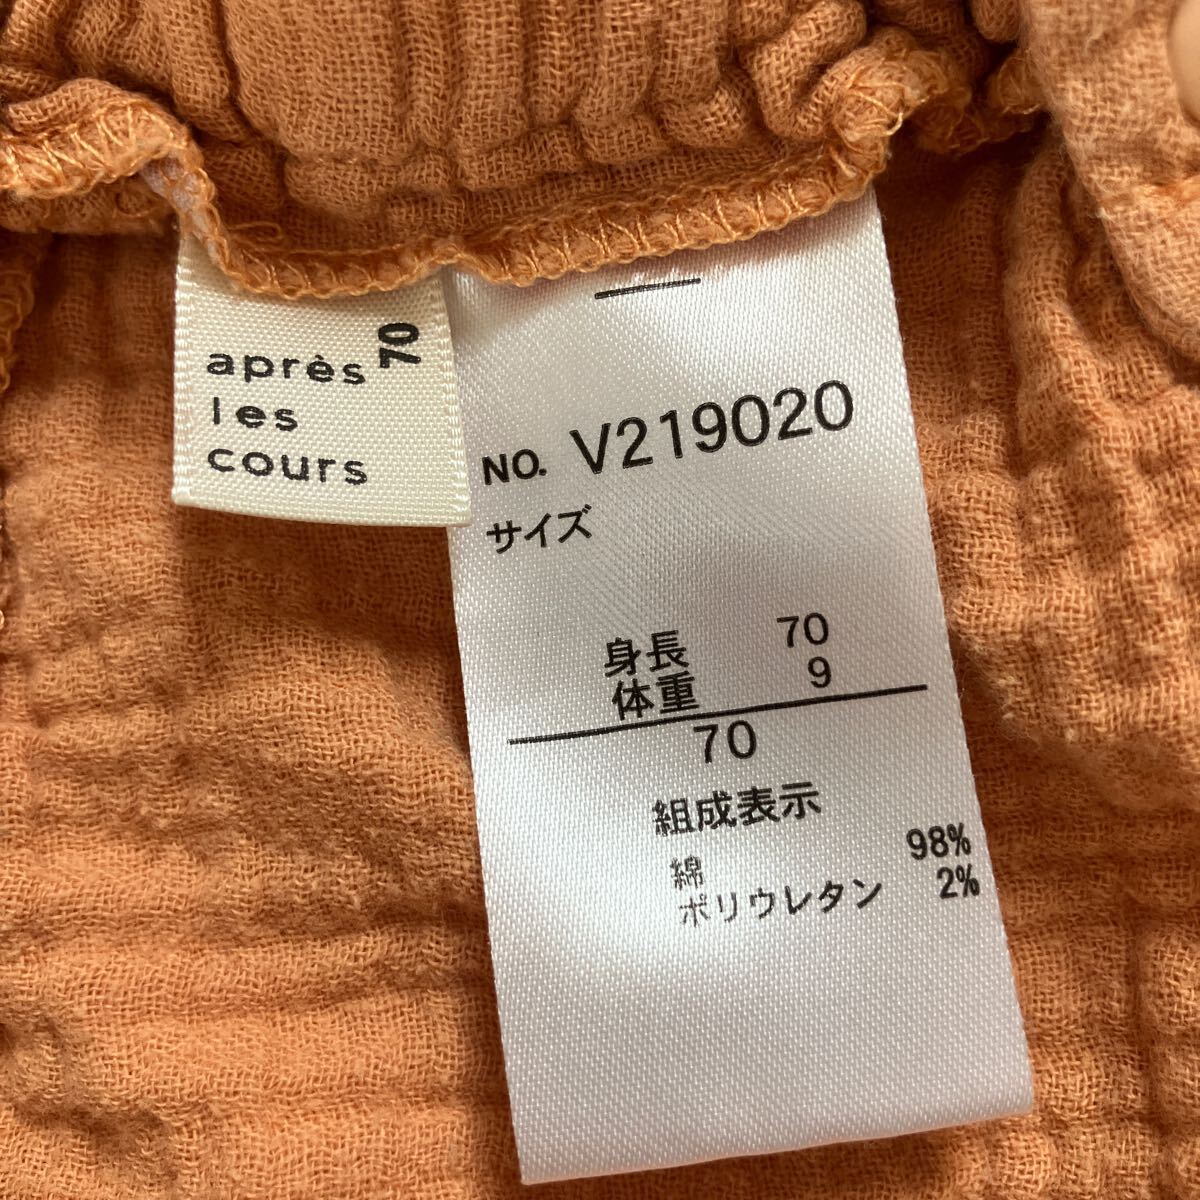 après
les
cours
70
NO. V219020
サイズ
身長 70
体重 9
70
組成表示
綿 98%
ポリウレタン 2%